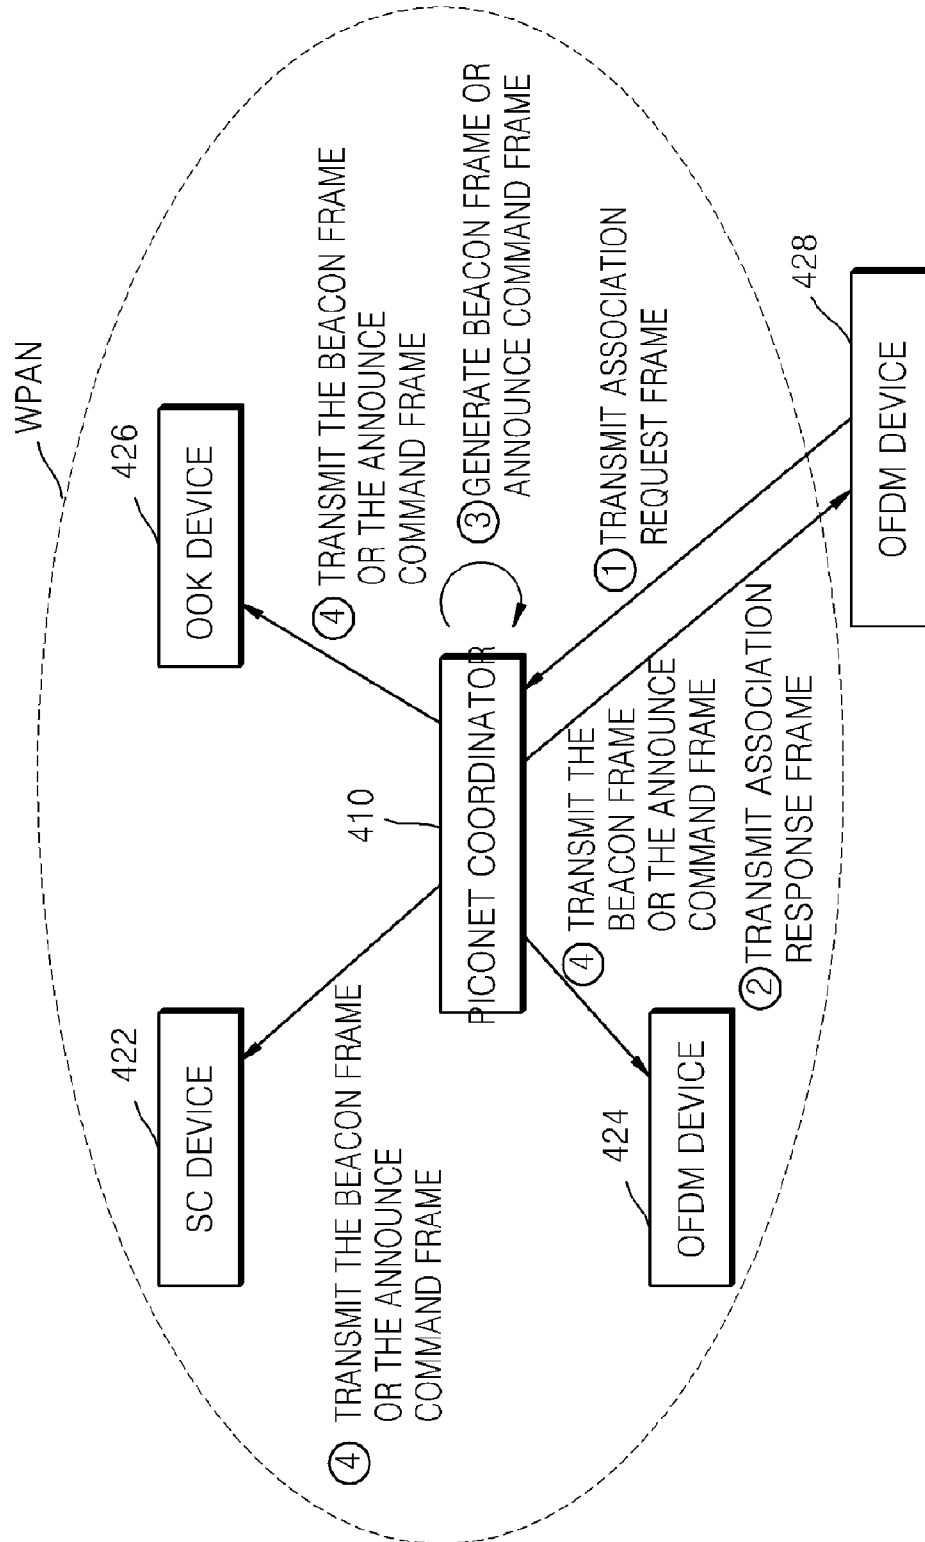 WPAN
422
SC DEVICE
426
OOK DEVICE
④ TRANSMIT THE BEACON FRAME
OR THE ANNOUNCE
COMMAND FRAME
④ TRANSMIT THE BEACON FRAME
OR THE ANNOUNCE
COMMAND FRAME
410
PICONET COORDINATOR
③ GENERATE BEACON FRAME OR
ANNOUNCE COMMAND FRAME
④ TRANSMIT THE
BEACON FRAME
OR THE ANNOUNCE
COMMAND FRAME
① TRANSMIT ASSOCIATION
REQUEST FRAME
424
OFDM DEVICE
② TRANSMIT ASSOCIATION
RESPONSE FRAME
428
OFDM DEVICE